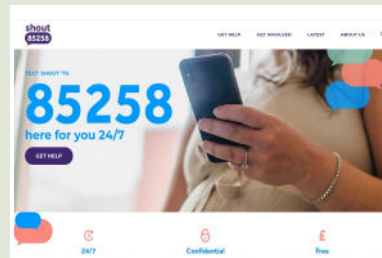 shout
85258
GET HELP GET INVOLVED LATEST ABOUT US
TEXT 'SHOUT' TO
85258
here for you 24/7
GET HELP
24/7 Confidential Free